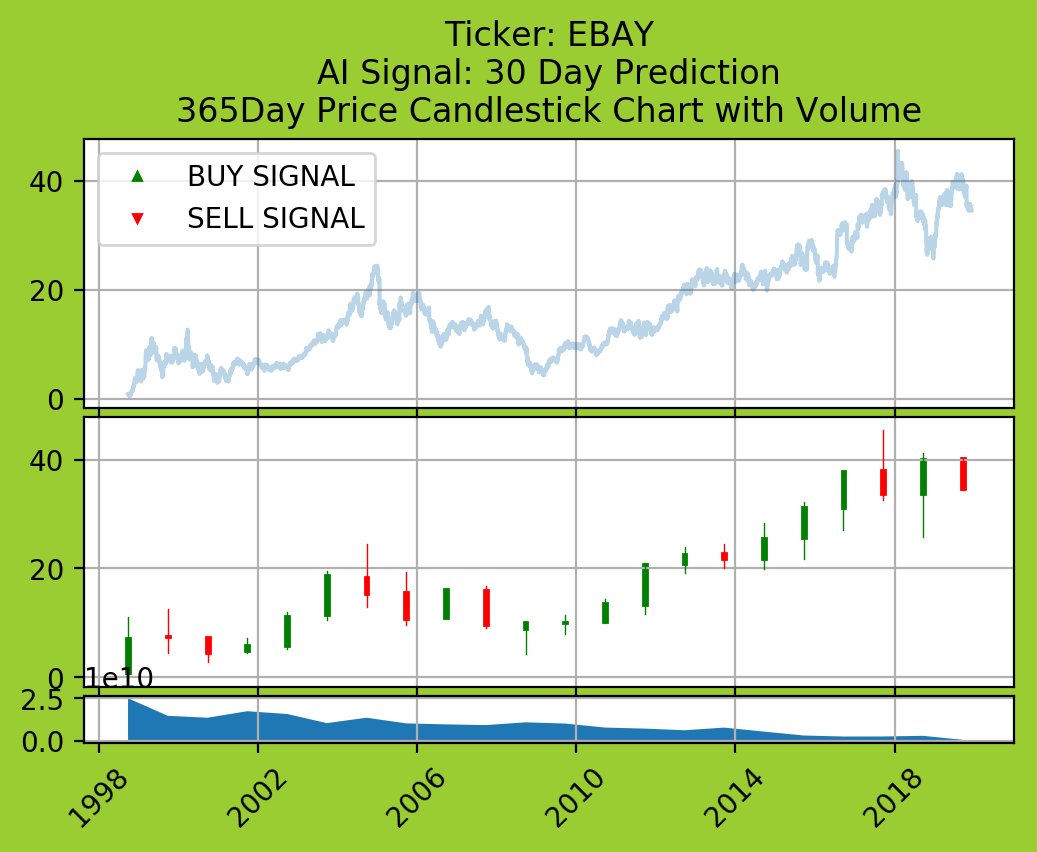 Ticker: EBAY
AI Signal: 30 Day Prediction
365Day Price Candlestick Chart with Volume
BUY SIGNAL
SELL SIGNAL
40
20
0
40
20
0
1e10
2.5
0.0
1998
2002
2006
2010
2014
2018